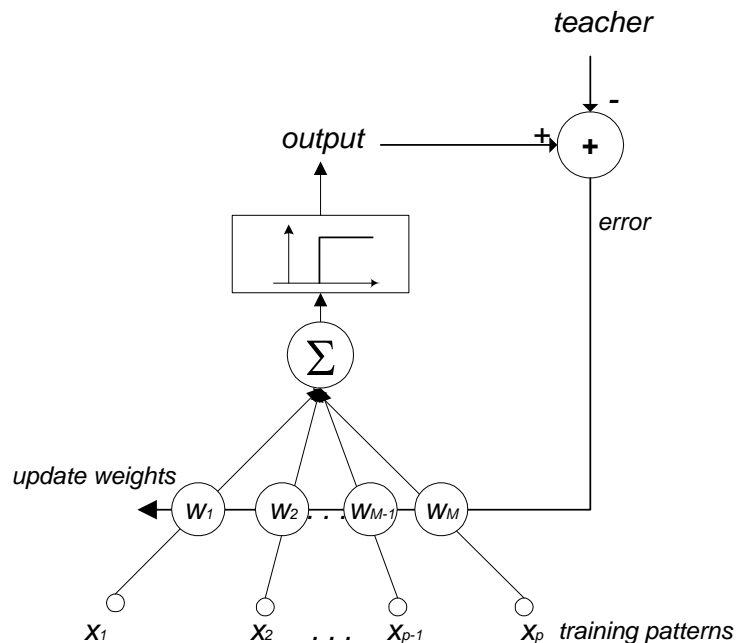 teacher
-
output
+
+
error
Σ
update weights
w1 w2 . . . wM-1 wM
x1 x2 . . . xp-1 xp training patterns